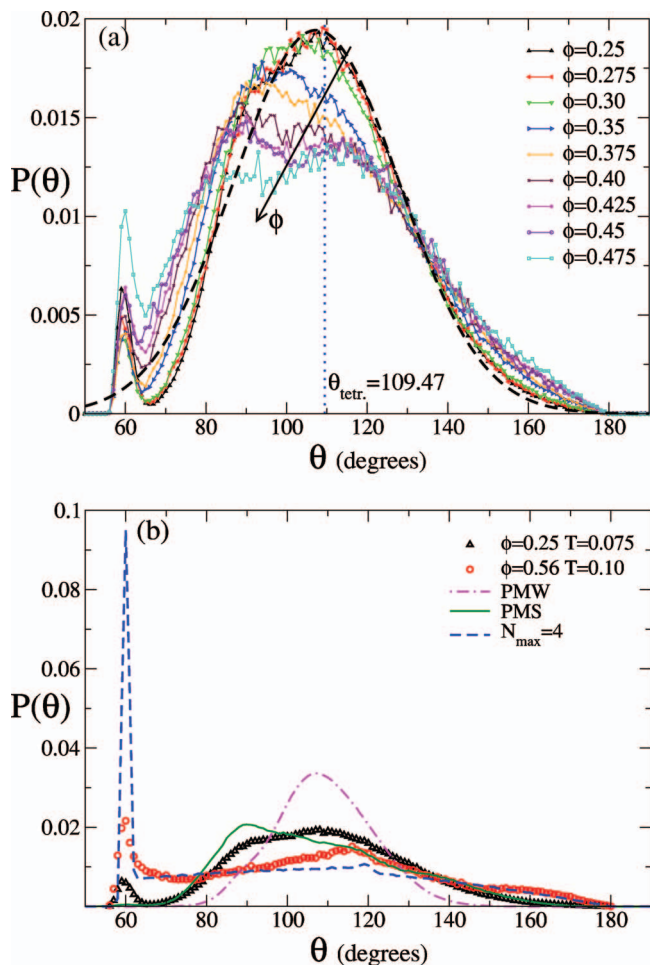 (a)
0.02
0.015
P(θ)
0.01
0.005
0
ϕ=0.25
ϕ=0.275
ϕ=0.30
ϕ=0.35
ϕ=0.375
ϕ=0.40
ϕ=0.425
ϕ=0.45
ϕ=0.475
ϕ
θtetr.=109.47
60 80 100 120 140 160 180
θ (degrees)
(b)
0.1
0.08
0.06
P(θ)
0.04
0.02
0
ϕ=0.25 T=0.075
ϕ=0.56 T=0.10
PMW
PMS
Nmax=4
60 80 100 120 140 160 180
θ (degrees)